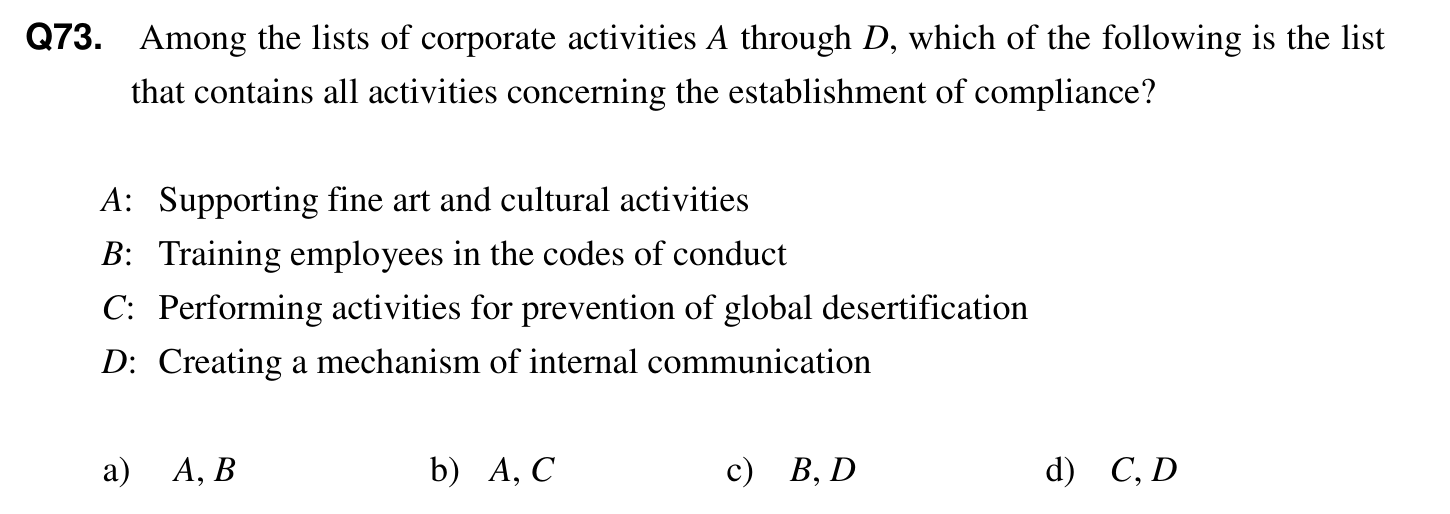 Q73. Among the lists of corporate activities A through D, which of the following is the list
that contains all activities concerning the establishment of compliance?
A: Supporting fine art and cultural activities
B: Training employees in the codes of conduct
C: Performing activities for prevention of global desertification
D: Creating a mechanism of internal communication
a) A, B b) A, C c) B, D d) C, D